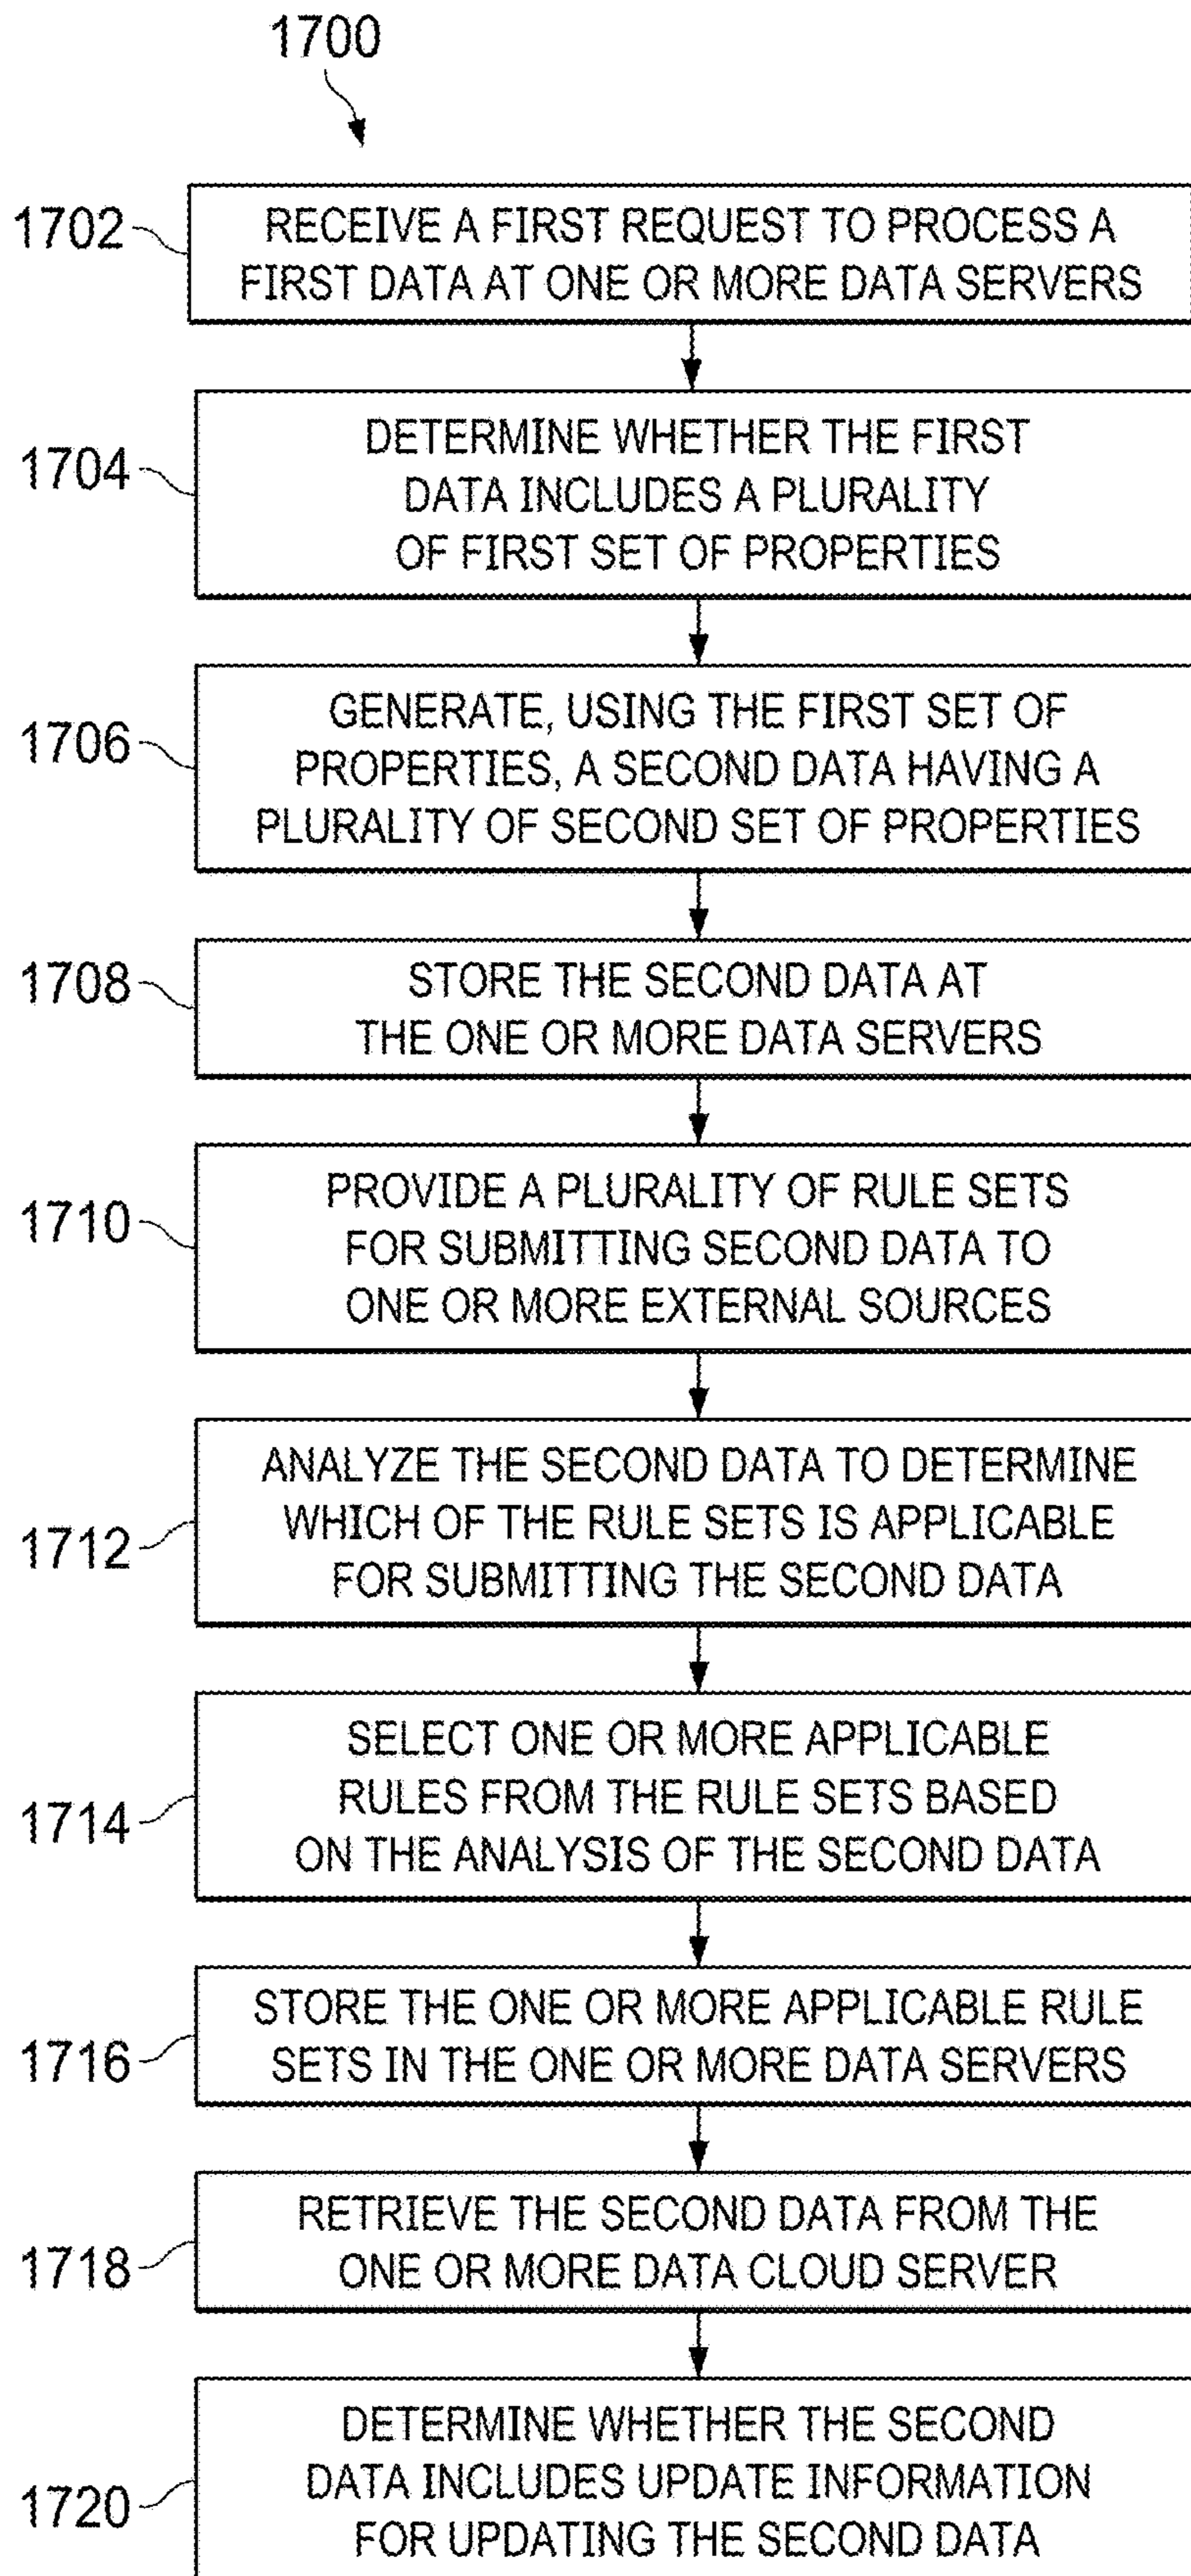 1700
1702
RECEIVE A FIRST REQUEST TO PROCESS A
FIRST DATA AT ONE OR MORE DATA SERVERS
1704
DETERMINE WHETHER THE FIRST
DATA INCLUDES A PLURALITY
OF FIRST SET OF PROPERTIES
1706
GENERATE, USING THE FIRST SET OF
PROPERTIES, A SECOND DATA HAVING A
PLURALITY OF SECOND SET OF PROPERTIES
1708
STORE THE SECOND DATA AT
THE ONE OR MORE DATA SERVERS
1710
PROVIDE A PLURALITY OF RULE SETS
FOR SUBMITTING SECOND DATA TO
ONE OR MORE EXTERNAL SOURCES
1712
ANALYZE THE SECOND DATA TO DETERMINE
WHICH OF THE RULE SETS IS APPLICABLE
FOR SUBMITTING THE SECOND DATA
1714
SELECT ONE OR MORE APPLICABLE
RULES FROM THE RULE SETS BASED
ON THE ANALYSIS OF THE SECOND DATA
1716
STORE THE ONE OR MORE APPLICABLE RULE
SETS IN THE ONE OR MORE DATA SERVERS
1718
RETRIEVE THE SECOND DATA FROM THE
ONE OR MORE DATA CLOUD SERVER
1720
DETERMINE WHETHER THE SECOND
DATA INCLUDES UPDATE INFORMATION
FOR UPDATING THE SECOND DATA